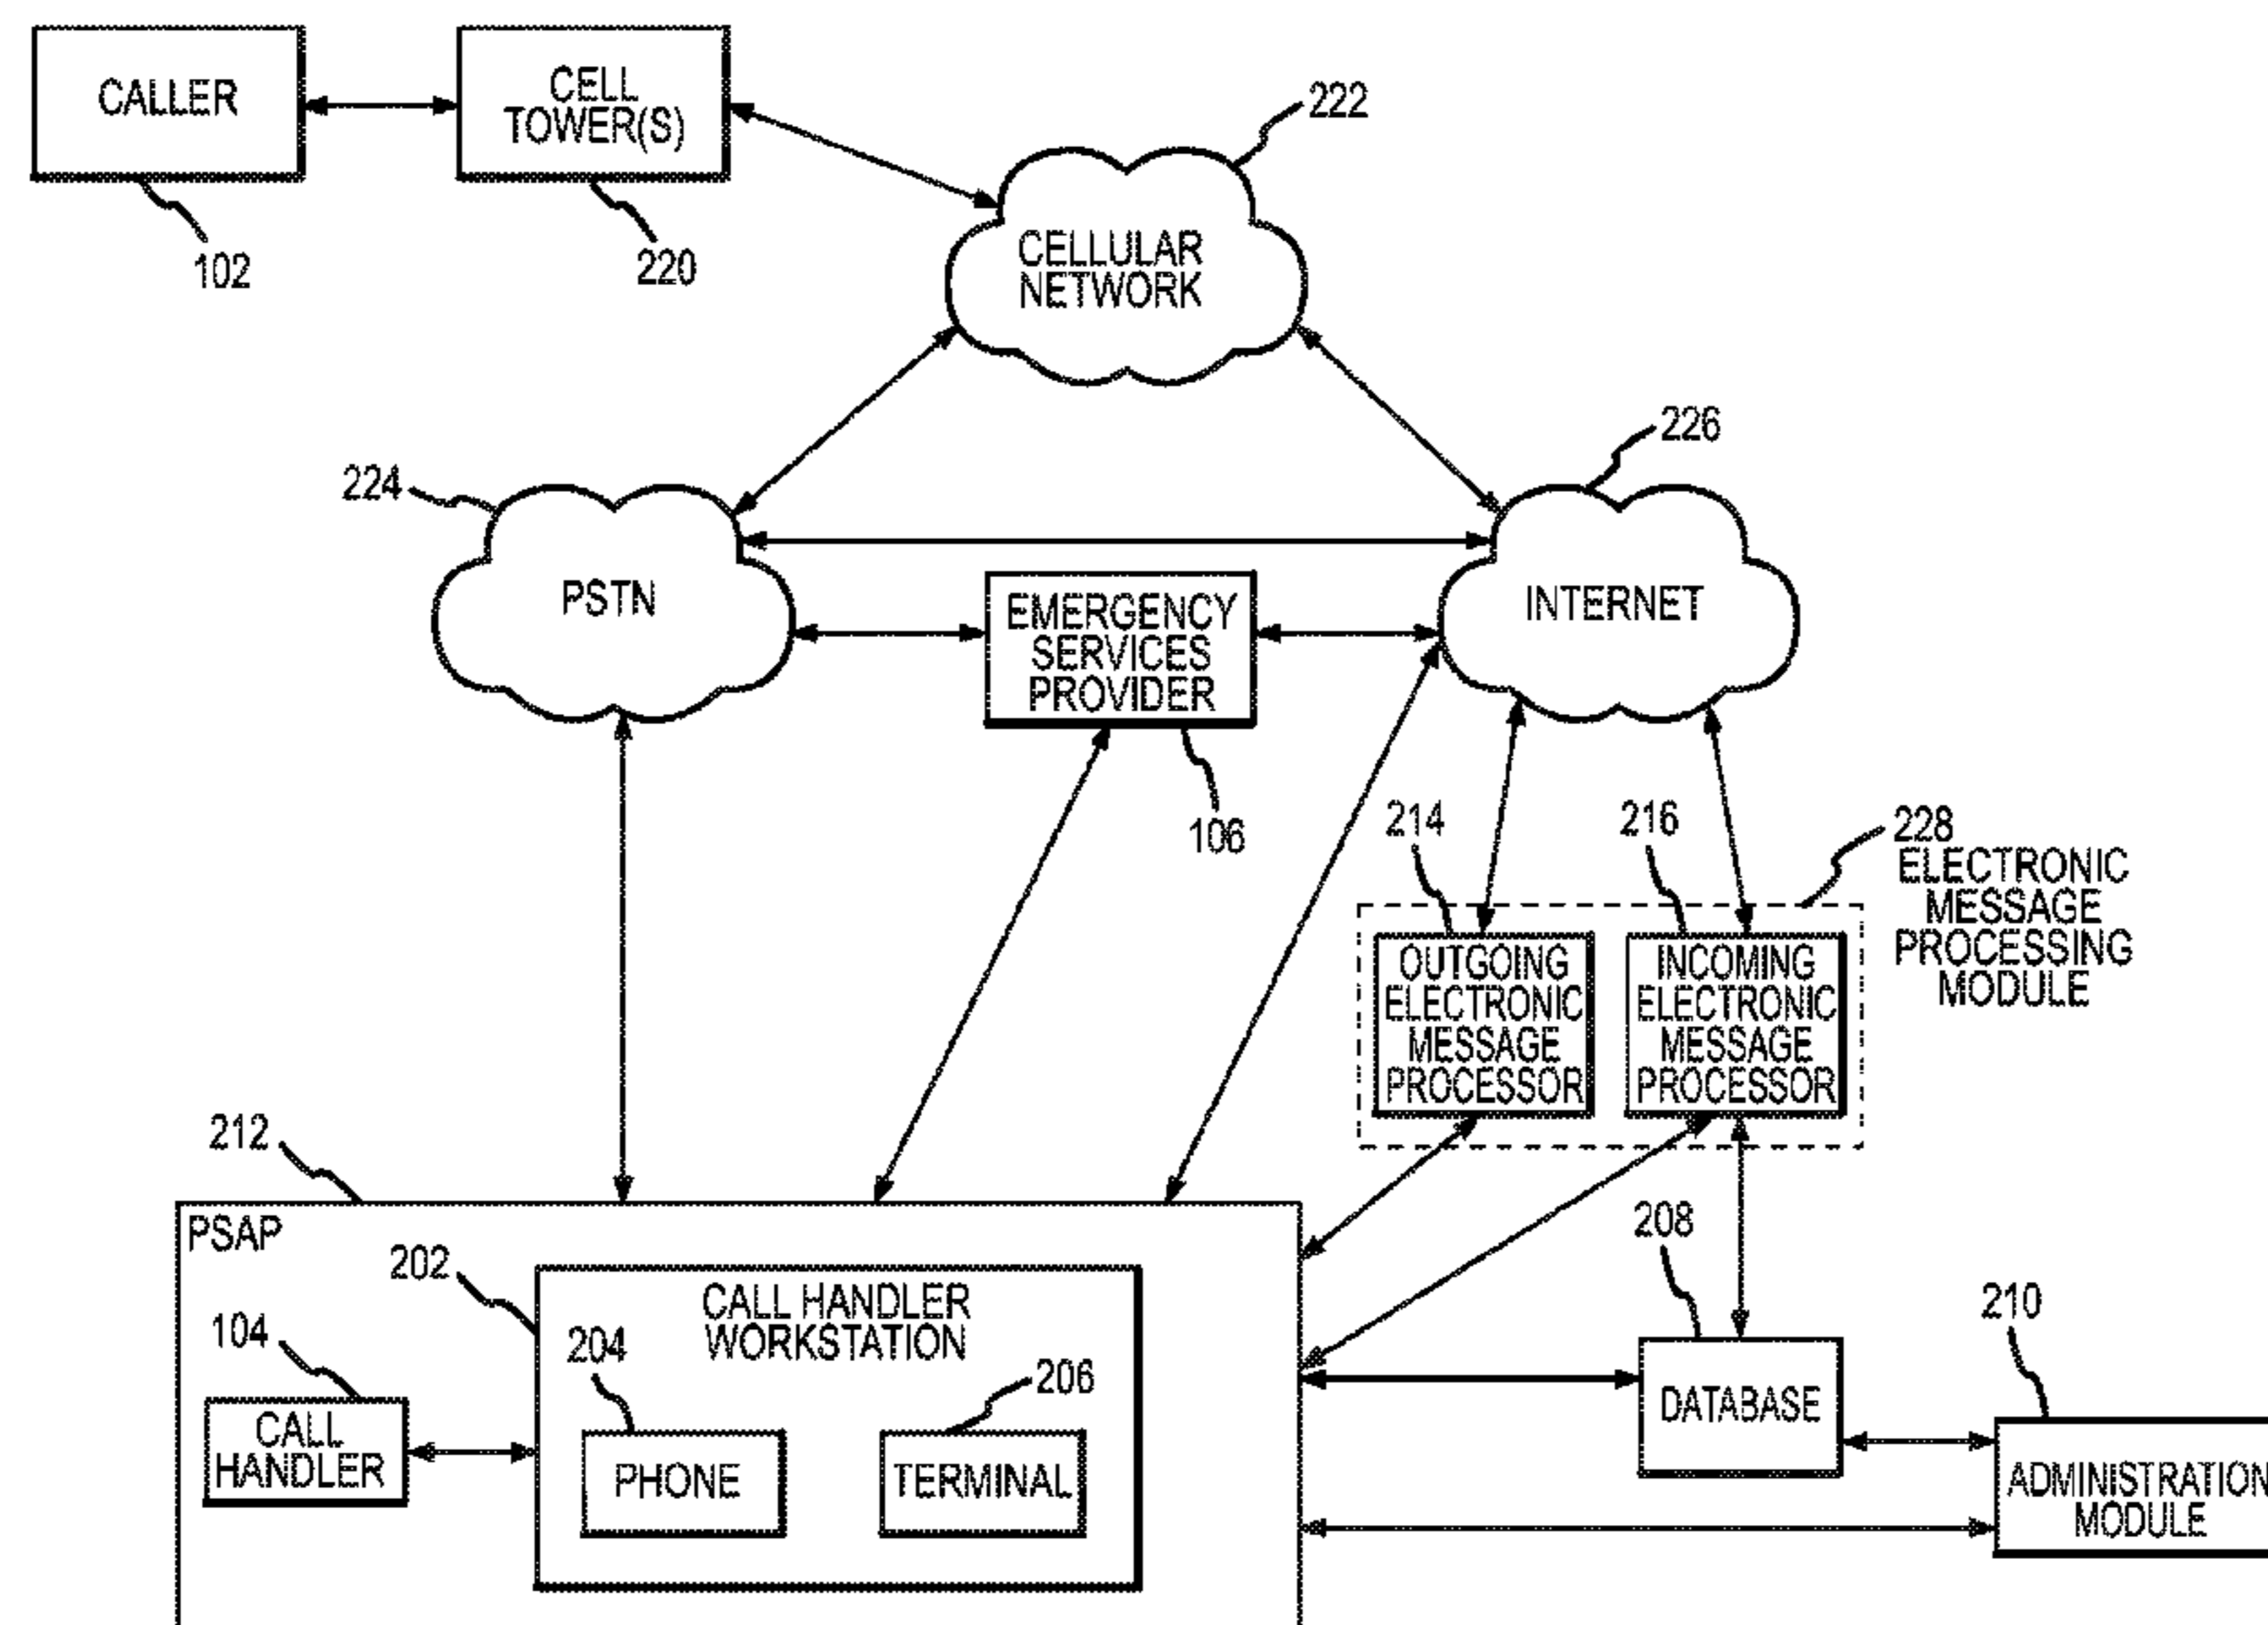 CALLER
CELL
TOWER(S)
102
220
222
CELLULAR
NETWORK
224
226
PSTN
INTERNET
EMERGENCY
SERVICES
PROVIDER
106
214
216
228
ELECTRONIC
MESSAGE
PROCESSING
MODULE
OUTGOING
ELECTRONIC
MESSAGE
PROCESSOR
INCOMING
ELECTRONIC
MESSAGE
PROCESSOR
212
PSAP
202
CALL HANDLER
WORKSTATION
104
CALL
HANDLER
204
PHONE
206
TERMINAL
208
DATABASE
210
ADMINISTRATION
MODULE